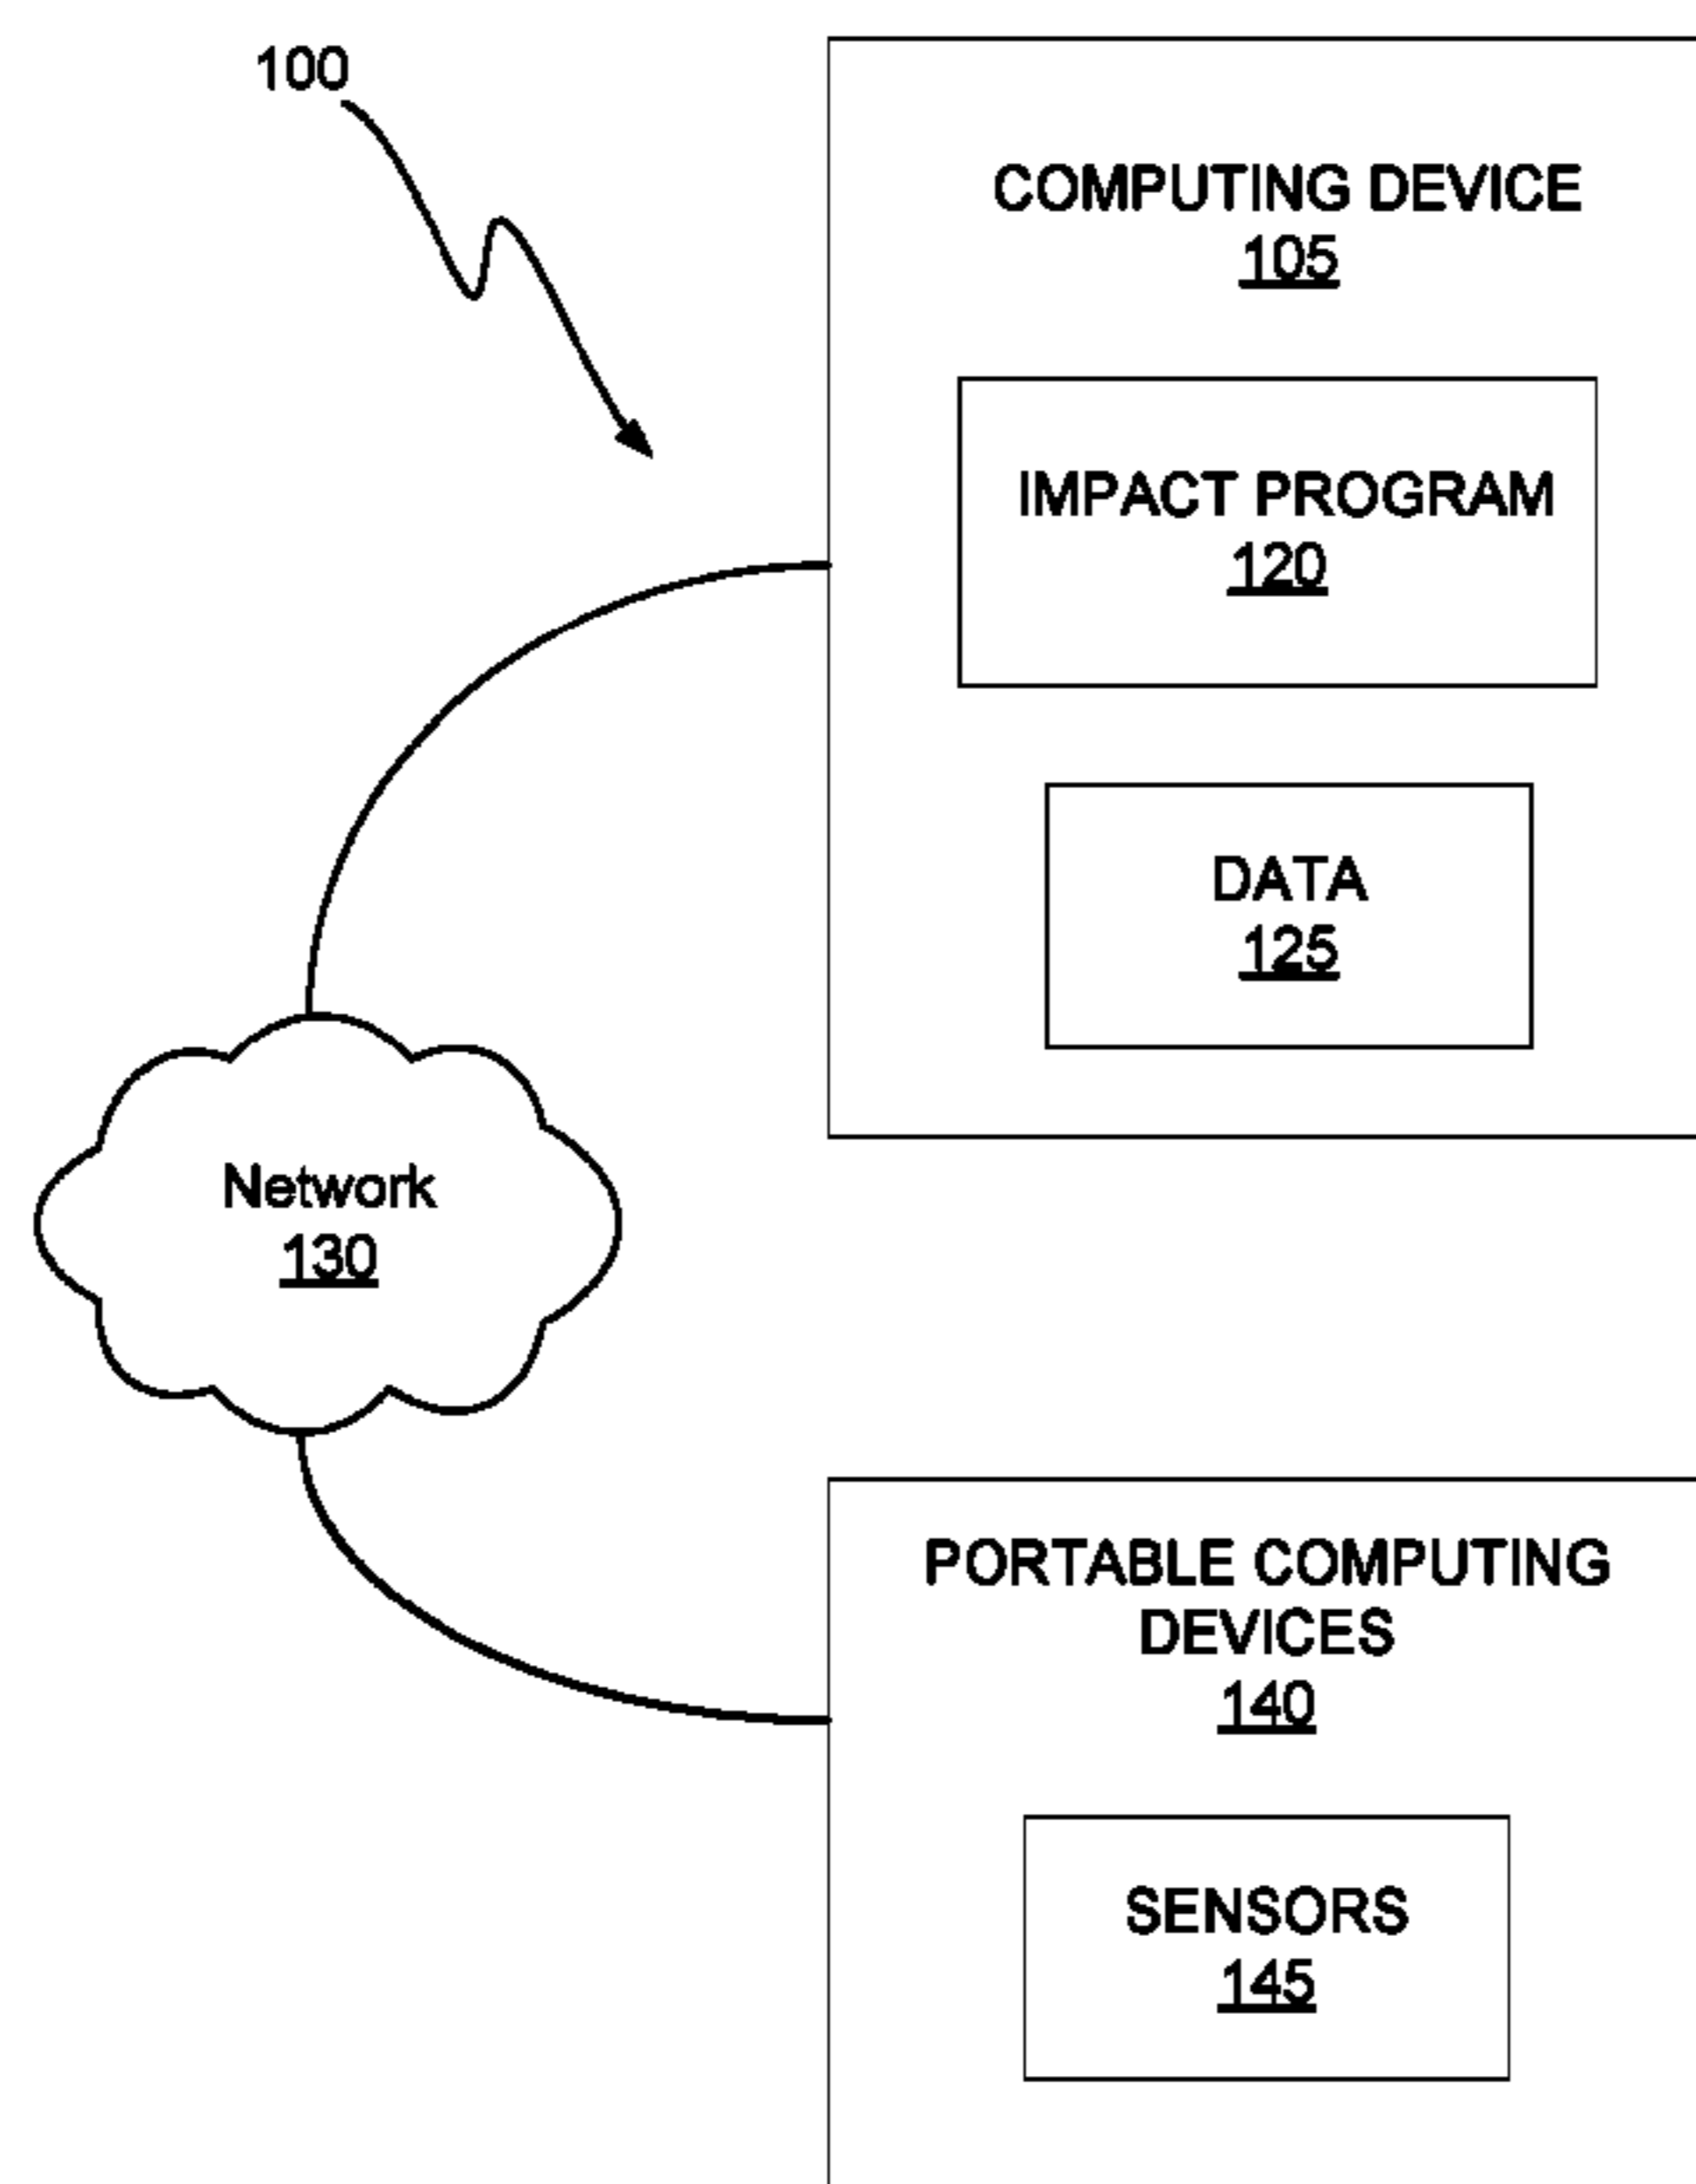 100
COMPUTING DEVICE
105
IMPACT PROGRAM
120
DATA
125
Network
130
PORTABLE COMPUTING
DEVICES
140
SENSORS
145